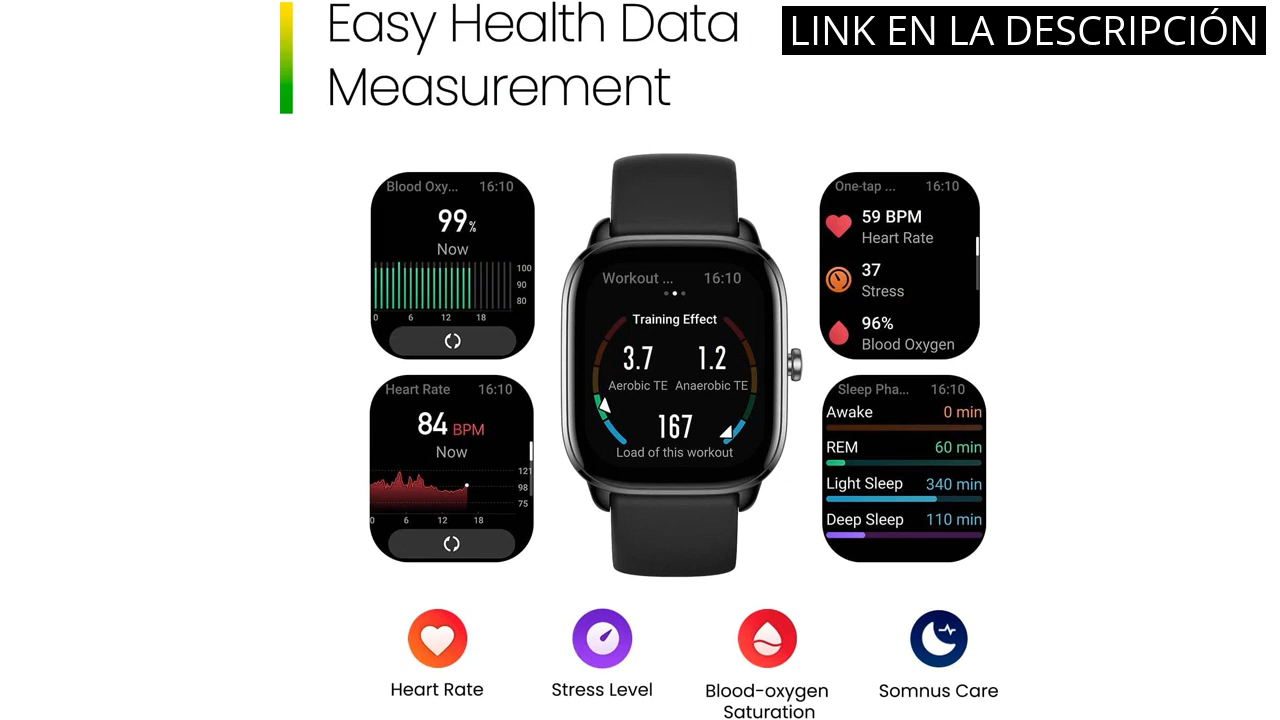 Easy Health Data
Measurement
LINK EN LA DESCRIPCIÓN
Blood Oxy... 16:10
99%
Now
100
90
80
0 6 12 18
Heart Rate 16:10
84 BPM
Now
121
98
75
0 6 12 18
Workout ... 16:10
Training Effect
3.7 1.2
Aerobic TE Anaerobic TE
167
Load of this workout
One-tap ... 16:10
59 BPM
Heart Rate
37
Stress
96%
Blood Oxygen
Sleep Pha... 16:10
Awake 0 min
REM 60 min
Light Sleep 340 min
Deep Sleep 110 min
Heart Rate
Stress Level
Blood-oxygen
Saturation
Somnus Care